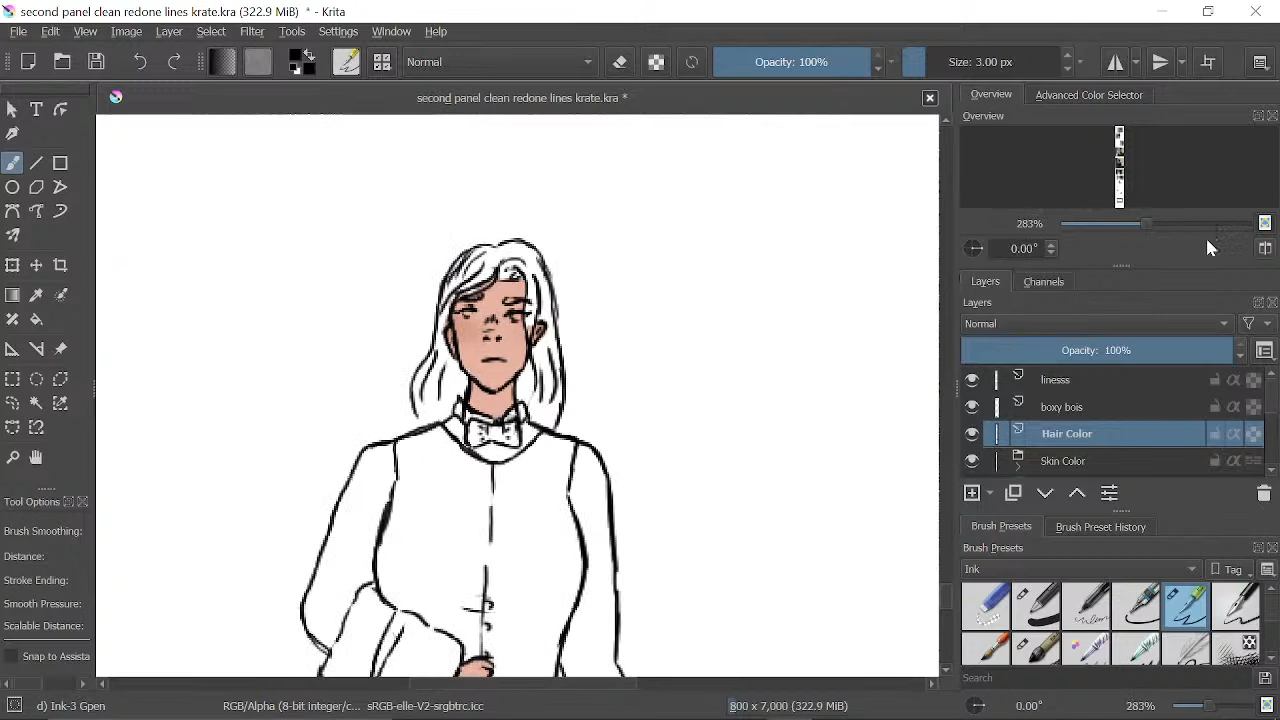 second panel clean redone lines krate.kra (322.9 MiB) * - Krita
File Edit View Image Layer Select Filter Tools Settings Window Help
Normal Opacity: 100% Size: 3.00 px
second panel clean redone lines krate.kra * Overview Advanced Color Selector
Overview
283%
0.00°
Layers Channels
Layers
Normal
Opacity: 100%
linesss
boxy bois
Hair Color
Skin Color
Tool Options Brush Presets Brush Preset History
Brush Smoothing: Brush Presets
Distance: Ink Tag
Stroke Ending:
Smooth Pressure:
Scalable Distance:
Snap to Assista
Search
d) Ink-3 Gpen RGB/Alpha (8-bit integer/c... sRGB-elle-V2-srgbtrc.icc 800 x 7,000 (322.9 MiB) 0.00° 283%